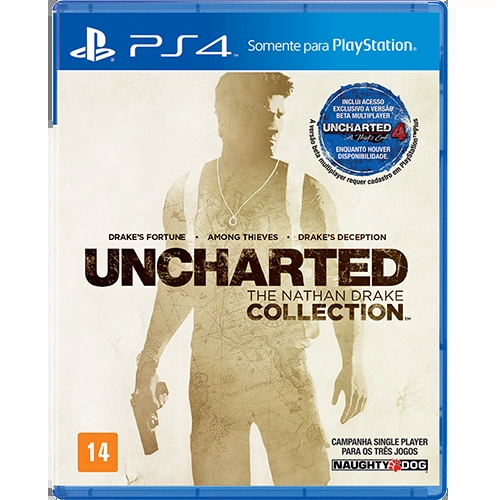 PS4
Somente para PlayStation®
INCLUI ACESSO
EXCLUSIVO A VERSÃO
BETA MULTIPLAYER
UNCHARTED 4
A Thief's End
ENQUANTO HOUVER
DISPONIBILIDADE.
A versão beta multiplayer requer cadastro em PlayStation®Plus
DRAKE'S FORTUNE • AMONG THIEVES • DRAKE'S DECEPTION
UNCHARTED
THE NATHAN DRAKE
COLLECTION™
14
CAMPANHA SINGLE PLAYER
PARA OS TRÊS JOGOS
NAUGHTY DOG